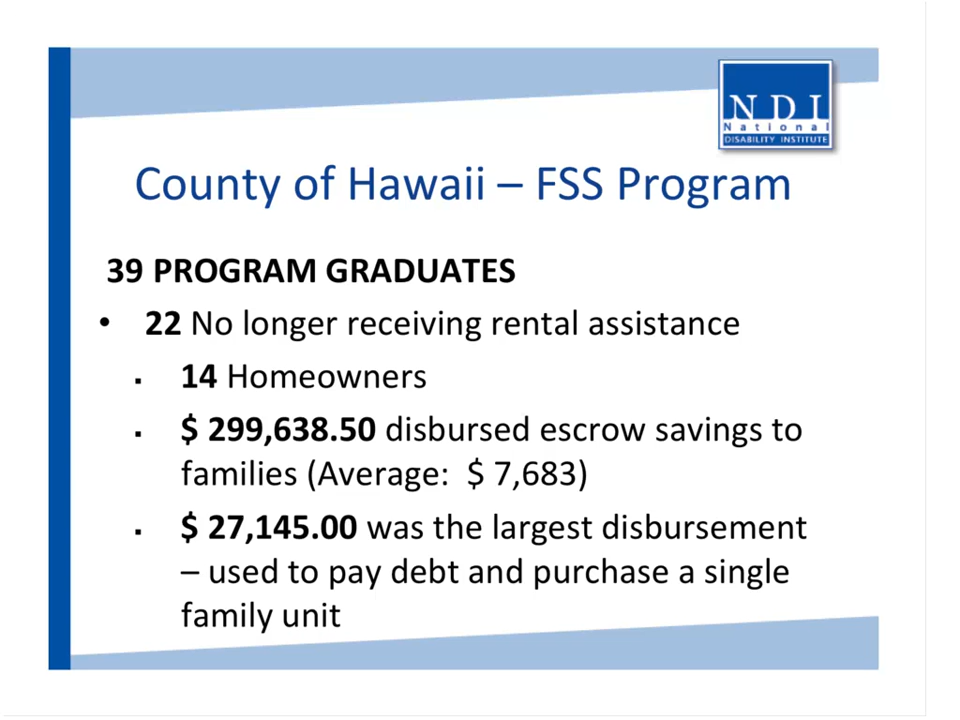 NDI
National
DISABILITY INSTITUTE
County of Hawaii – FSS Program
39 PROGRAM GRADUATES
• 22 No longer receiving rental assistance
▪ 14 Homeowners
▪ $ 299,638.50 disbursed escrow savings to
families (Average:  $ 7,683)
▪ $ 27,145.00 was the largest disbursement
– used to pay debt and purchase a single
family unit